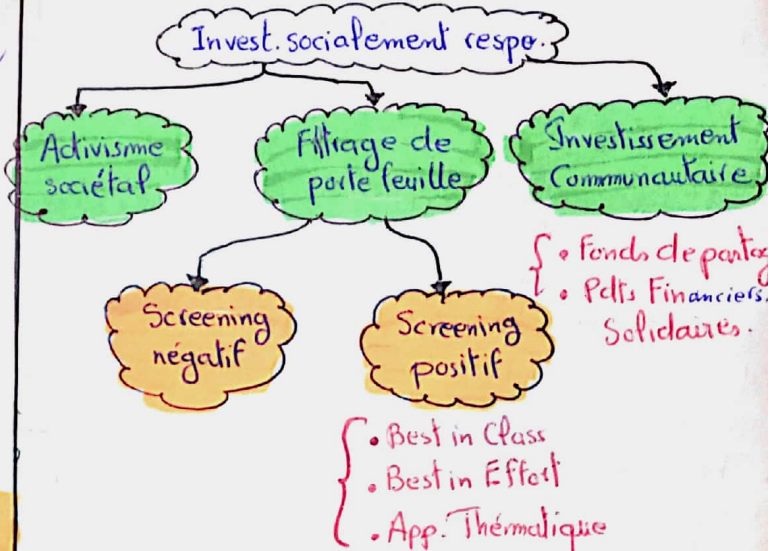 Invest. socialement respo.
Activisme
sociétal
Filtrage de
porte feuille
Investissement
Communautaire
Screening
négatif
Screening
positif
• Fonds de partag
• Pdts Financiers
Solidaires.
• Best in Class
• Best in Effort
• App. Thématique